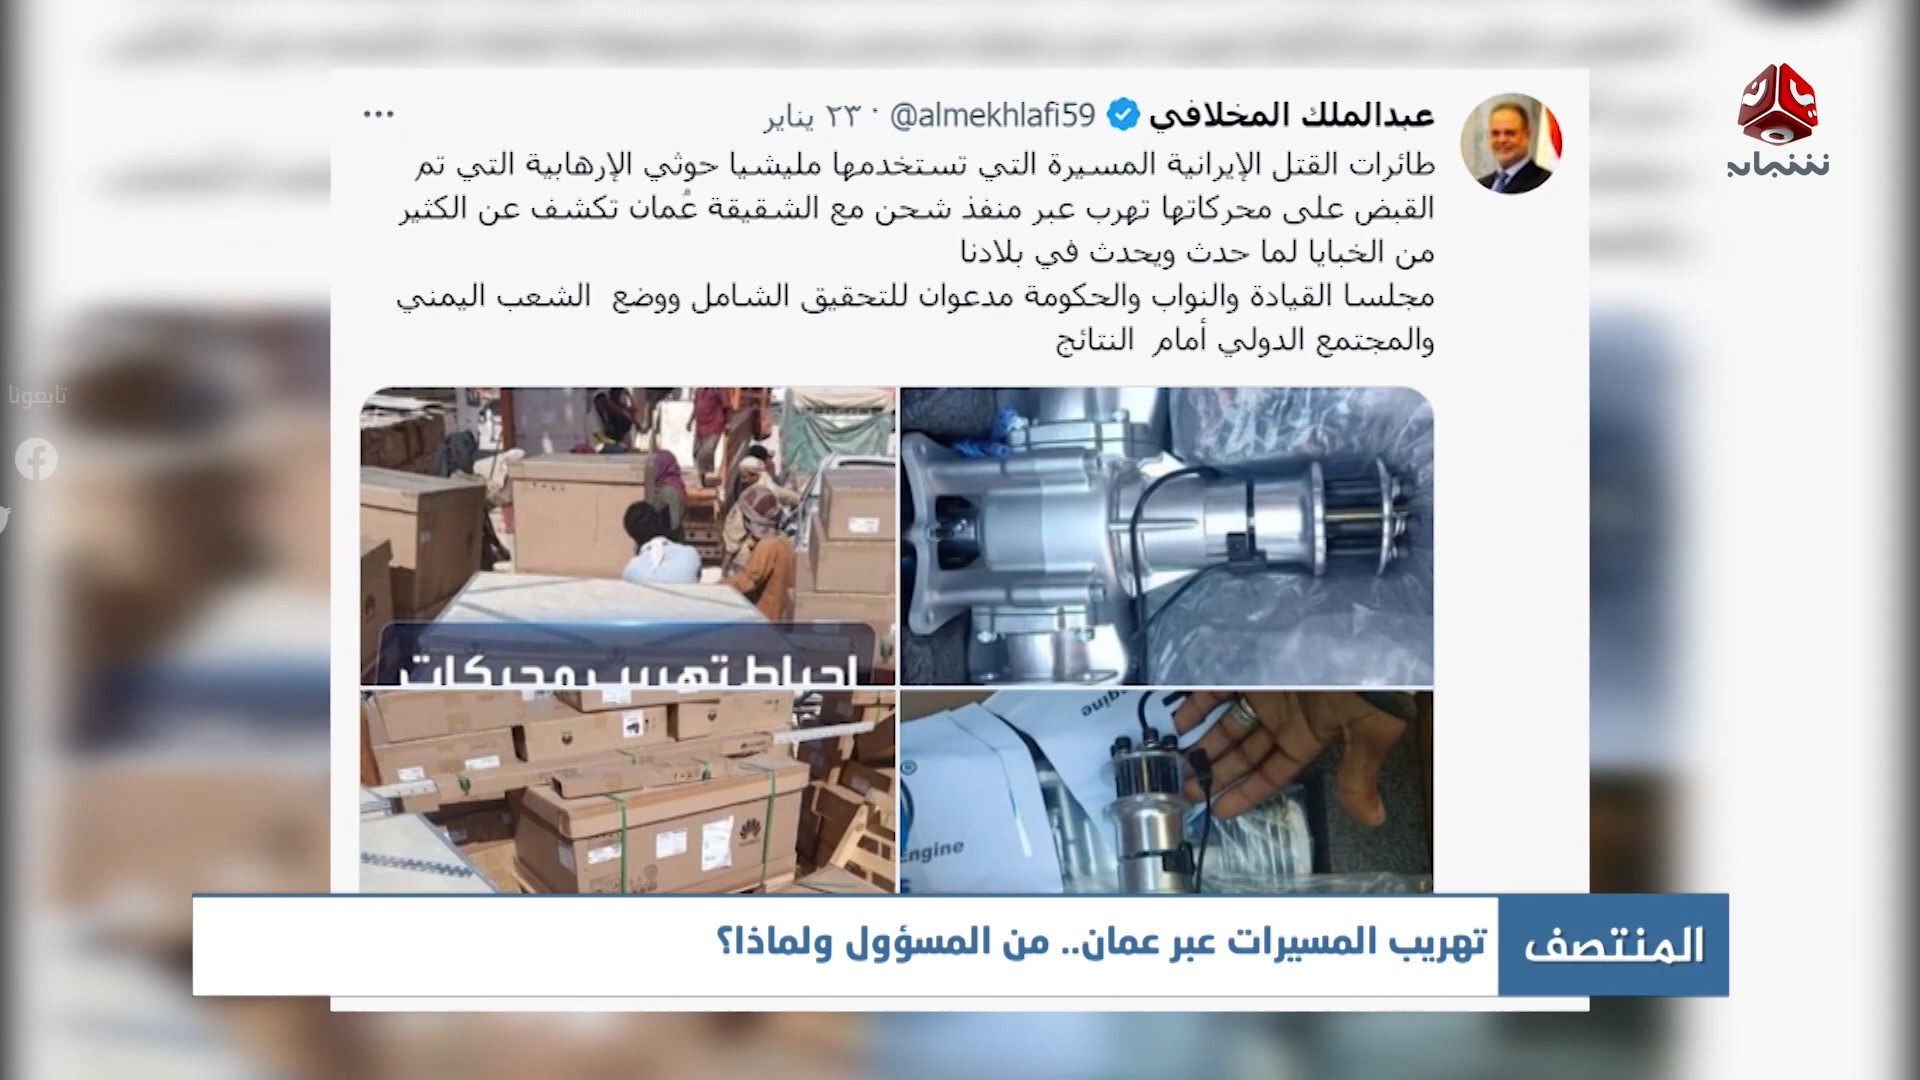 عبدالملك المخلافي @almekhlafi59 · ٢٣ يناير
طائرات القتل الإيرانية المسيرة التي تستخدمها مليشيا حوثي الإرهابية التي تم
القبض على محركاتها تهرب عبر منفذ شحن مع الشقيقة عُمان تكشف عن الكثير
من الخبايا لما حدث ويحدث في بلادنا
مجلسا القيادة والنواب والحكومة مدعوان للتحقيق الشامل ووضع الشعب اليمني
والمجتمع الدولي أمام النتائج
يمن شباب
تابعونا
احباط تهريب محركات
engine
Engine
المنتصف
تهريب المسيرات عبر عمان.. من المسؤول ولماذا؟